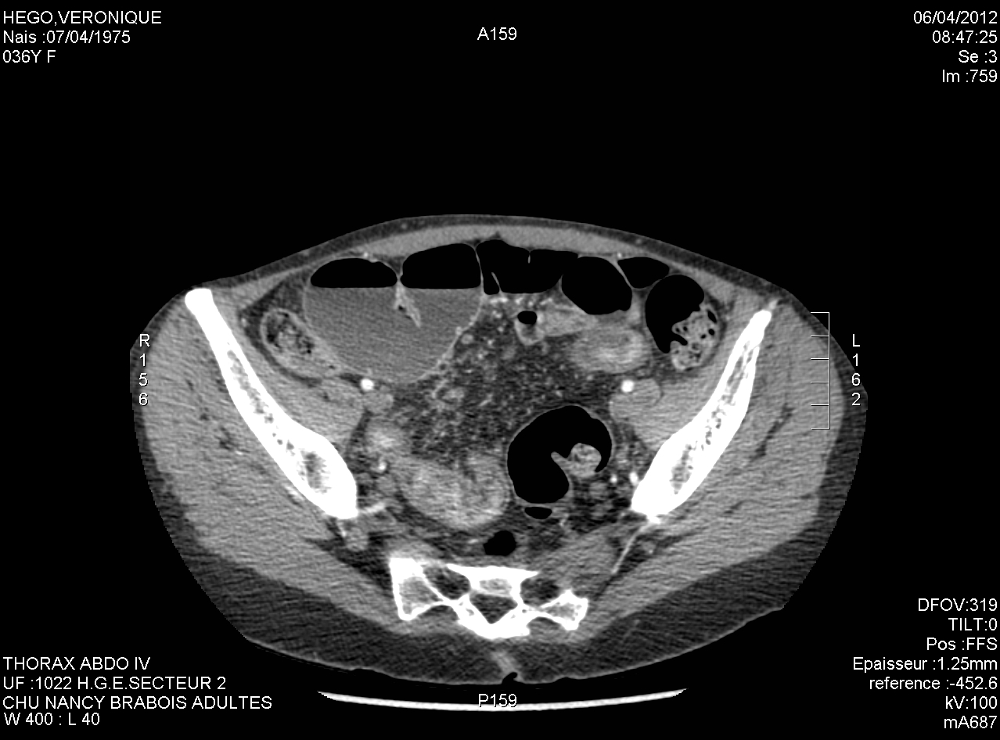 HEGO,VERONIQUE
Nais :07/04/1975
036Y F
A159
06/04/2012
08:47:25
Se :3
Im :759
R
1
5
6
L
1
6
2
THORAX ABDO IV
UF :1022 H.G.E.SECTEUR 2
CHU NANCY BRABOIS ADULTES
W 400 : L 40
P159
DFOV:319
TILT:0
Pos :FFS
Epaisseur :1.25mm
reference :-452.6
kV:100
mA687